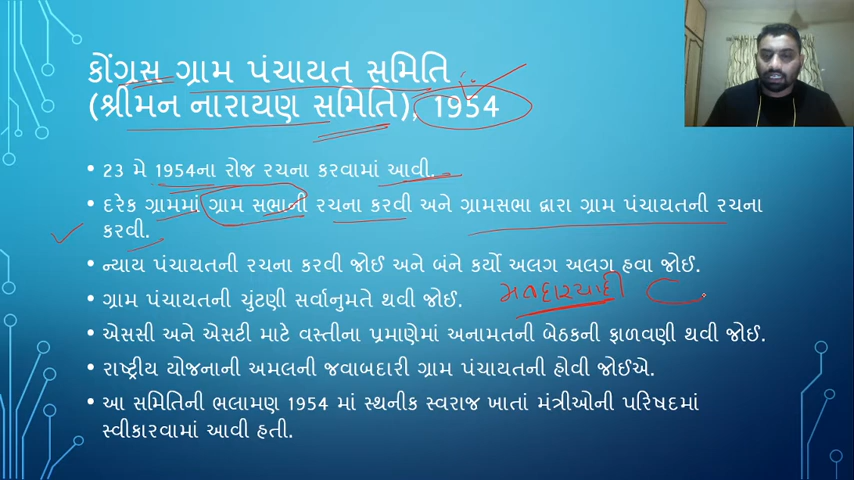 કોંગ્રસ ગ્રામ પંચાયત સમિતિ
(શ્રીમન નારાયણ સમિતિ), 1954
• 23 મે 1954ના રોજ રચના કરવામાં આવી.
• દરેક ગ્રામમાં ગ્રામ સભાની રચના કરવી અને ગ્રામસભા દ્વારા ગ્રામ પંચાયતની રચના
કરવી.
• ન્યાય પંચાયતની રચના કરવી જોઈ અને બંને કર્યો અલગ અલગ હવા જોઈ.
• ગ્રામ પંચાયતની ચુંટણી સર્વાનુમતે થવી જોઈ. મતદારયાદી
• એસસી અને એસટી માટે વસ્તીના પ્રમાણેમાં અનામતની બેઠકની ફાળવણી થવી જોઈ.
• રાષ્ટ્રીય યોજનાની અમલની જવાબદારી ગ્રામ પંચાયતની હોવી જોઈએ.
• આ સમિતિની ભલામણ 1954 માં સ્થનીક સ્વરાજ ખાતાં મંત્રીઓની પરિષદમાં
સ્વીકારવામાં આવી હતી.